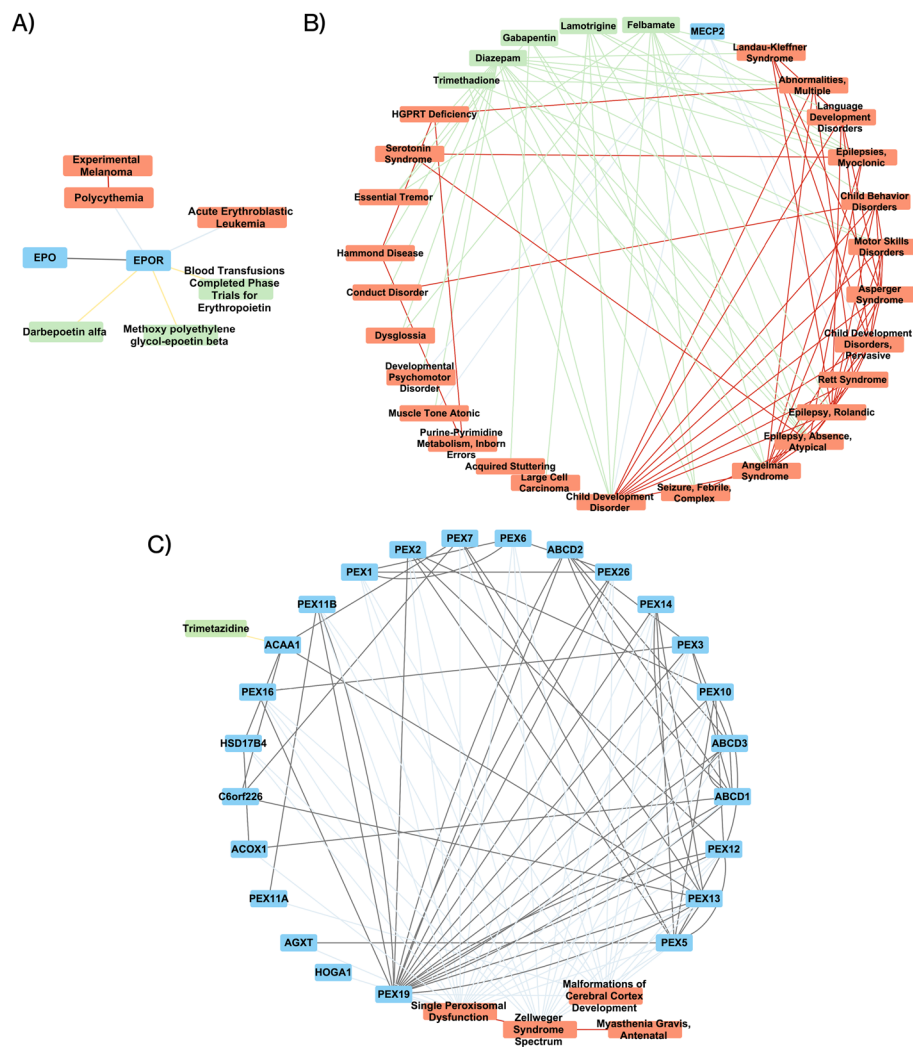 A)
Experimental
Melanoma
Polycythemia
Acute Erythroblastic
Leukemia
EPO
EPOR
Blood Transfusions
Completed Phase
Trials for
Erythropoietin
Darbepoetin alfa
Methoxy polyethylene
glycol-epoetin beta
B)
Felbamate
Lamotrigine
Gabapentin
MECP2
Diazepam
Trimethadione
Landau-Kleffner
Syndrome
Abnormalities,
Multiple
Language
Development
Disorders
HGPRT Deficiency
Serotonin
Syndrome
Epilepsies,
Myoclonic
Essential Tremor
Child Behavior
Disorders
Hammond Disease
Motor Skills
Disorders
Conduct Disorder
Asperger
Syndrome
Dysglossia
Child Development
Disorders,
Pervasive
Developmental
Psychomotor
Disorder
Rett Syndrome
Muscle Tone Atonic
Epilepsy, Rolandic
Purine-Pyrimidine
Metabolism, Inborn
Errors
Epilepsy, Absence,
Atypical
Acquired Stuttering
Angelman
Syndrome
Large Cell
Carcinoma
Child Development
Disorder
Seizure, Febrile,
Complex
C)
PEX7
PEX6
PEX2
ABCD2
PEX1
PEX26
PEX11B
PEX14
Trimetazidine
ACAA1
PEX3
PEX16
PEX10
HSD17B4
ABCD3
C6orf226
ABCD1
ACOX1
PEX12
PEX11A
PEX13
AGXT
PEX5
HOGA1
PEX19
Malformations of
Cerebral Cortex
Development
Single Peroxisomal
Dysfunction
Zellweger
Syndrome
Spectrum
Myasthenia Gravis,
Antenatal